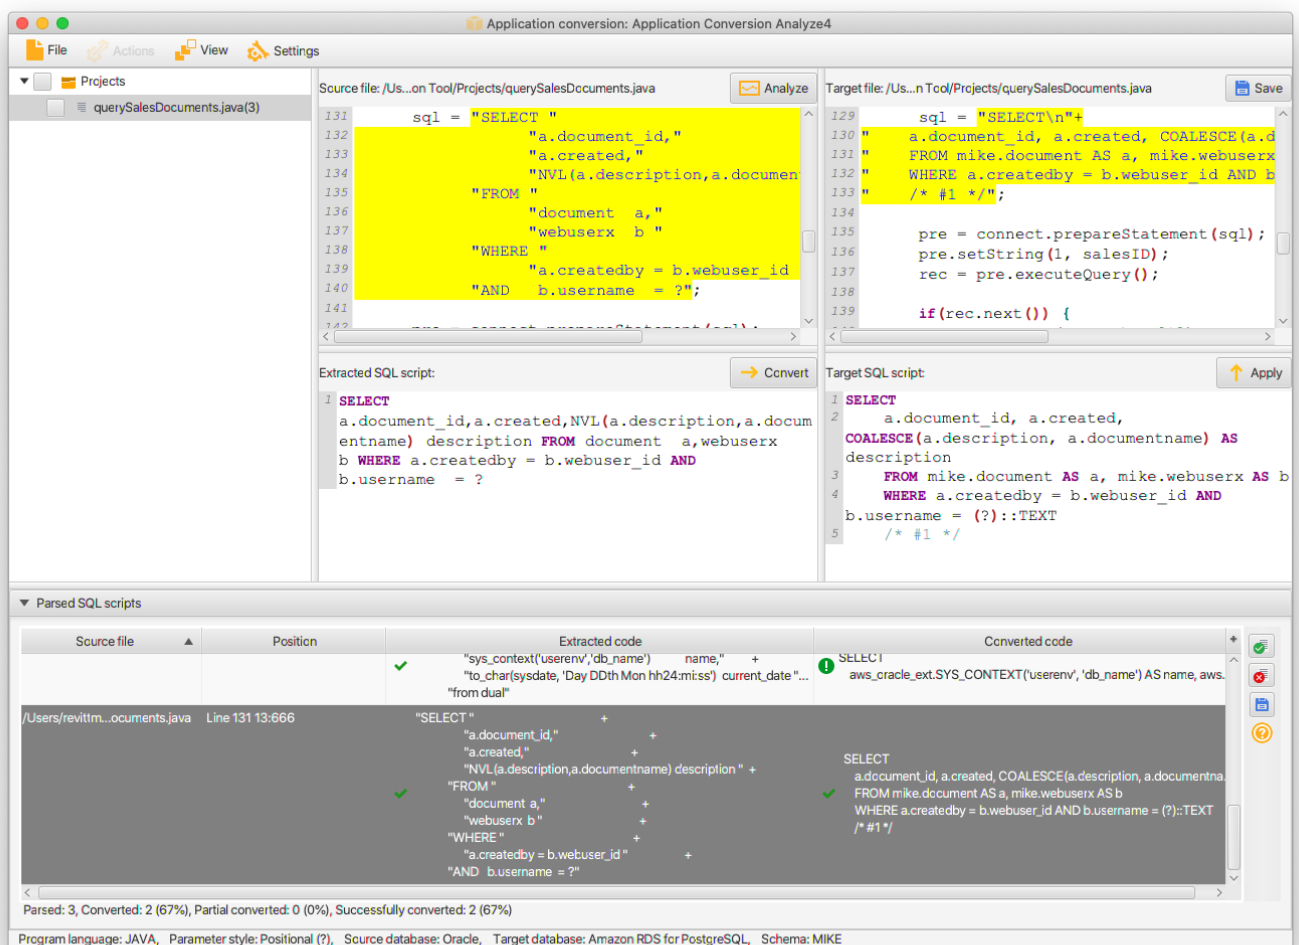 Application conversion: Application Conversion Analyze4
File Actions View Settings
Projects
querySalesDocuments.java(3)
Source file: /Us...on Tool/Projects/querySalesDocuments.java
Analyze
131 sql = "SELECT "
132 "a.document_id,"
133 "a.created,"
134 "NVL(a.description,a.documen
135 "FROM "
136 "document a,"
137 "webuserx b "
138 "WHERE "
139 "a.createdby = b.webuser_id
140 "AND b.username = ?";
141
142 pre = connect.prepareStatement(sql);
Target file: /Us...n Tool/Projects/querySalesDocuments.java
Save
129 sql = "SELECT\n"+
130 " a.document_id, a.created, COALESCE(a.d
131 " FROM mike.document AS a, mike.webuserx
132 " WHERE a.createdby = b.webuser_id AND b
133 " /* #1 */";
134
135 pre = connect.prepareStatement(sql);
136 pre.setString(1, salesID);
137 rec = pre.executeQuery();
138
139 if(rec.next()) {
Extracted SQL script:
Convert
1 SELECT
a.document_id,a.created,NVL(a.description,a.docum
entname) description FROM document a,webuserx
b WHERE a.createdby = b.webuser_id AND
b.username = ?
Target SQL script:
Apply
1 SELECT
2 a.document_id, a.created,
COALESCE(a.description, a.documentname) AS
description
3 FROM mike.document AS a, mike.webuserx AS b
4 WHERE a.createdby = b.webuser_id AND
b.username = (?)::TEXT
5 /* #1 */
Parsed SQL scripts
Source file Position Extracted code Converted code
"sys_context('userenv','db_name') name," +
"to_char(sysdate, 'Day DDth Mon hh24:mi:ss') current_date "...
"from dual"
SELECT
aws_oracle_ext.SYS_CONTEXT('userenv', 'db_name') AS name, aws.
/Users/revittm...ocuments.java Line 131 13:666
"SELECT " +
"a.document_id," +
"a.created," +
"NVL(a.description,a.documentname) description " +
"FROM " +
"document a," +
"webuserx b " +
"WHERE " +
"a.createdby = b.webuser_id " +
"AND b.username = ?"
SELECT
a.document_id, a.created, COALESCE(a.description, a.documentna.
FROM mike.document AS a, mike.webuserx AS b
WHERE a.createdby = b.webuser_id AND b.username = (?)::TEXT
/* #1 */
Parsed: 3, Converted: 2 (67%), Partial converted: 0 (0%), Successfully converted: 2 (67%)
Program language: JAVA, Parameter style: Positional (?), Source database: Oracle, Target database: Amazon RDS for PostgreSQL, Schema: MIKE